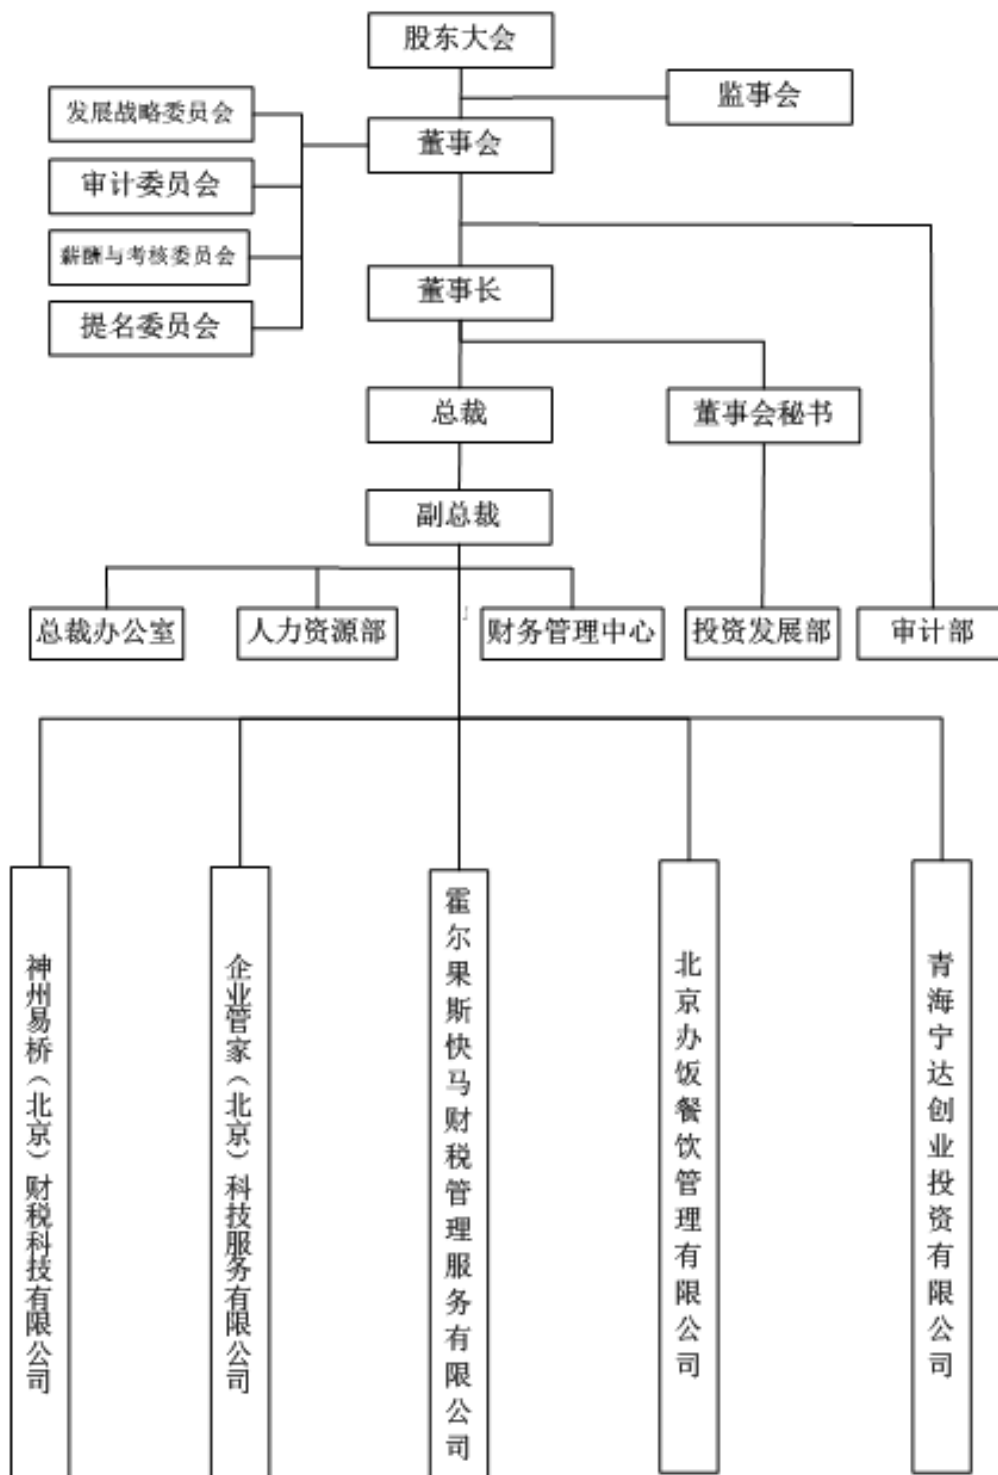 股东大会
监事会
发展战略委员会
董事会
审计委员会
薪酬与考核委员会
董事长
提名委员会
总裁
董事会秘书
副总裁
总裁办公室
人力资源部
财务管理中心
投资发展部
审计部
神州易桥（北京）财税科技有限公司
企业管家（北京）科技服务有限公司
霍尔果斯快马财税管理服务有限公司
北京办饭餐饮管理有限公司
青海宁达创业投资有限公司